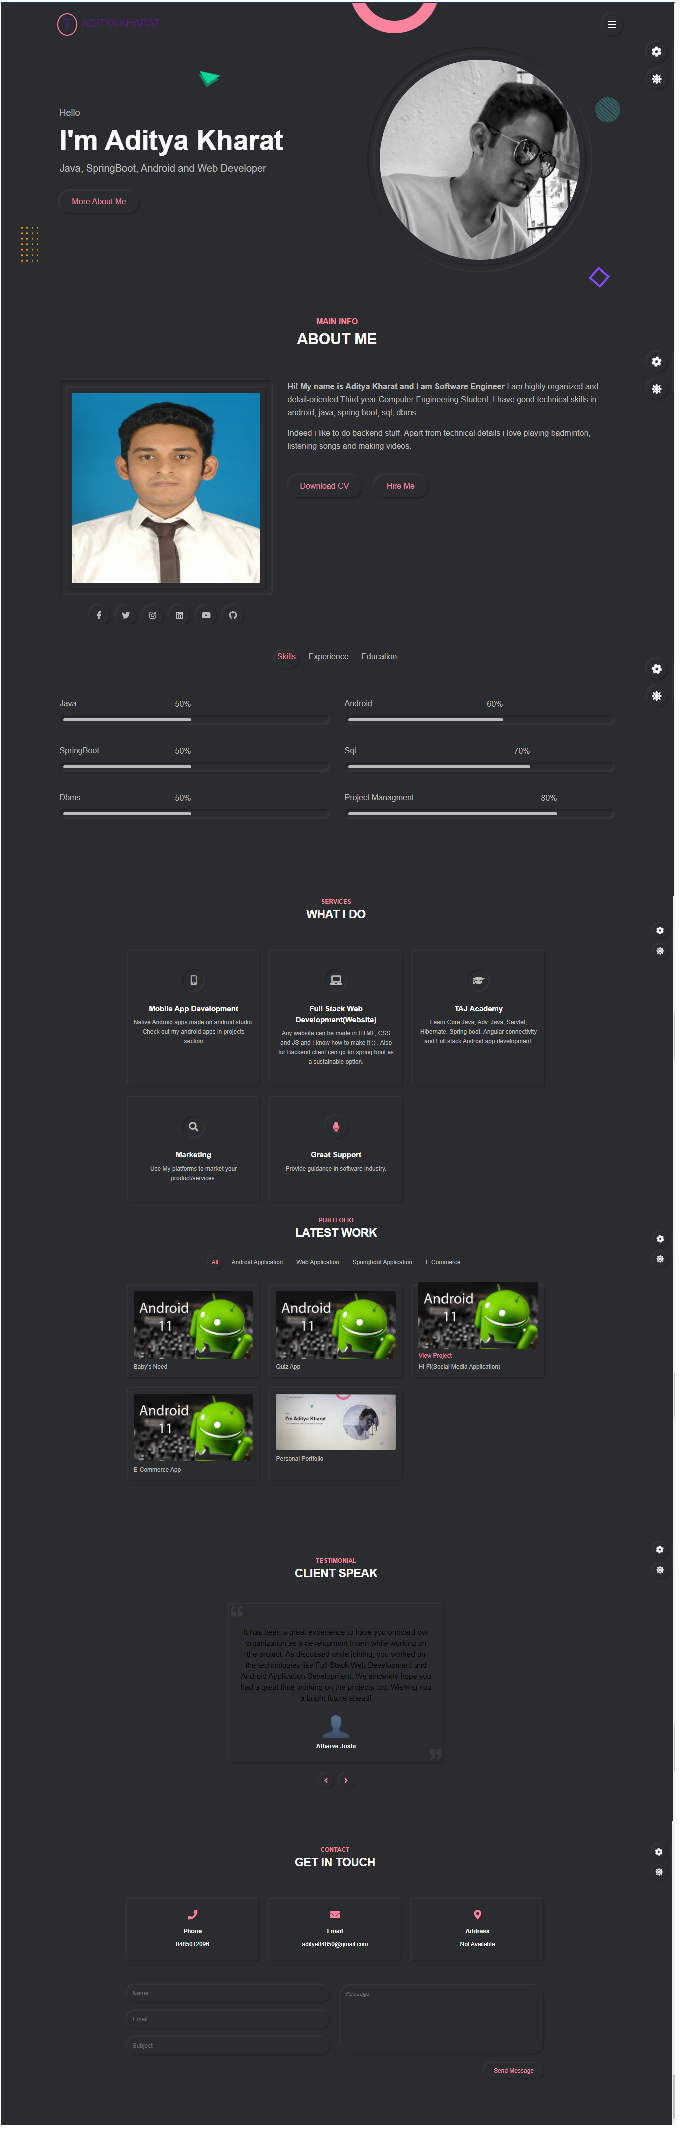 ADITYA KHARAT
Hello
I'm Aditya Kharat
Java, SpringBoot, Android and Web Developer
More About Me
MAIN INFO
ABOUT ME
Hi! My name is Aditya Kharat and I am Software Engineer I am highly organized and
detail-oriented Third year Computer Engineering Student. I have good technical skills in
android, java, spring boot, sql, dbms
Indeed i like to do backend stuff. Apart from technical details i love playing badminton,
listening songs and making videos.
Download CV
Hire Me
Skills
Experience
Education
Java
50%
Android
60%
SpringBoot
50%
Sql
70%
Dbms
50%
Project Managment
80%
SERVICES
WHAT I DO
Mobile App Development
Native Android apps made on android studio
Check out my android apps in projects
section.
Full Stack Web
Development(Website)
Any website can be made in HTML, CSS
and JS and I know how to make it :) . Also
for Backend client can go for spring boot as
a sustainable option.
TAJ Academy
Learn Core Java, Adv. Java, Servlet,
Hibernate, Spring boot, Angular connectivity
and Full stack Android app development
Marketing
Use My platforms to market your
product/services
Great Support
Provide guidance in software industry.
PORTFOLIO
LATEST WORK
All
Android Application
Web Application
Springboot Application
E Commerce
Android
11
Baby's Need
Android
11
Quiz App
Android
11
View Project
Hi Fi(Social Media Application)
Android
11
E Commerce App
I'm Aditya Kharat
Personal Portfolio
TESTIMONIAL
CLIENT SPEAK
It has been a great experience to have you onboard our
organization as a development Intern while working on
the project. As discussed while joining, you worked on
the technologies like Full Stack Web Development and
Android Application Development. We sincerely hope you
had a great time working on the projects too. Wishing you
a bright future ahead!
Atharva Joshi
CONTACT
GET IN TOUCH
Phone
Email
Address
Not Available
Name
Email
Subject
Message
Send Message